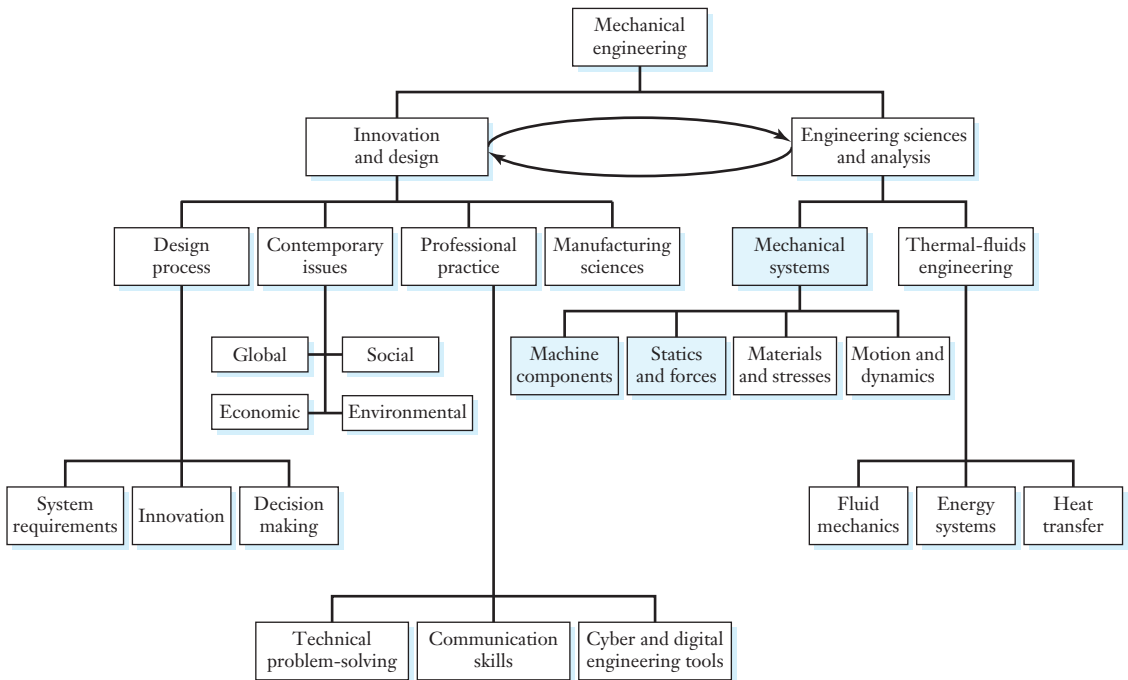 Mechanical
engineering
Innovation
and design
Engineering sciences
and analysis
Design
process
Contemporary
issues
Professional
practice
Manufacturing
sciences
Mechanical
systems
Thermal-fluids
engineering
Global
Social
Economic
Environmental
Machine
components
Statics
and forces
Materials
and stresses
Motion and
dynamics
System
requirements
Innovation
Decision
making
Fluid
mechanics
Energy
systems
Heat
transfer
Technical
problem-solving
Communication
skills
Cyber and digital
engineering tools